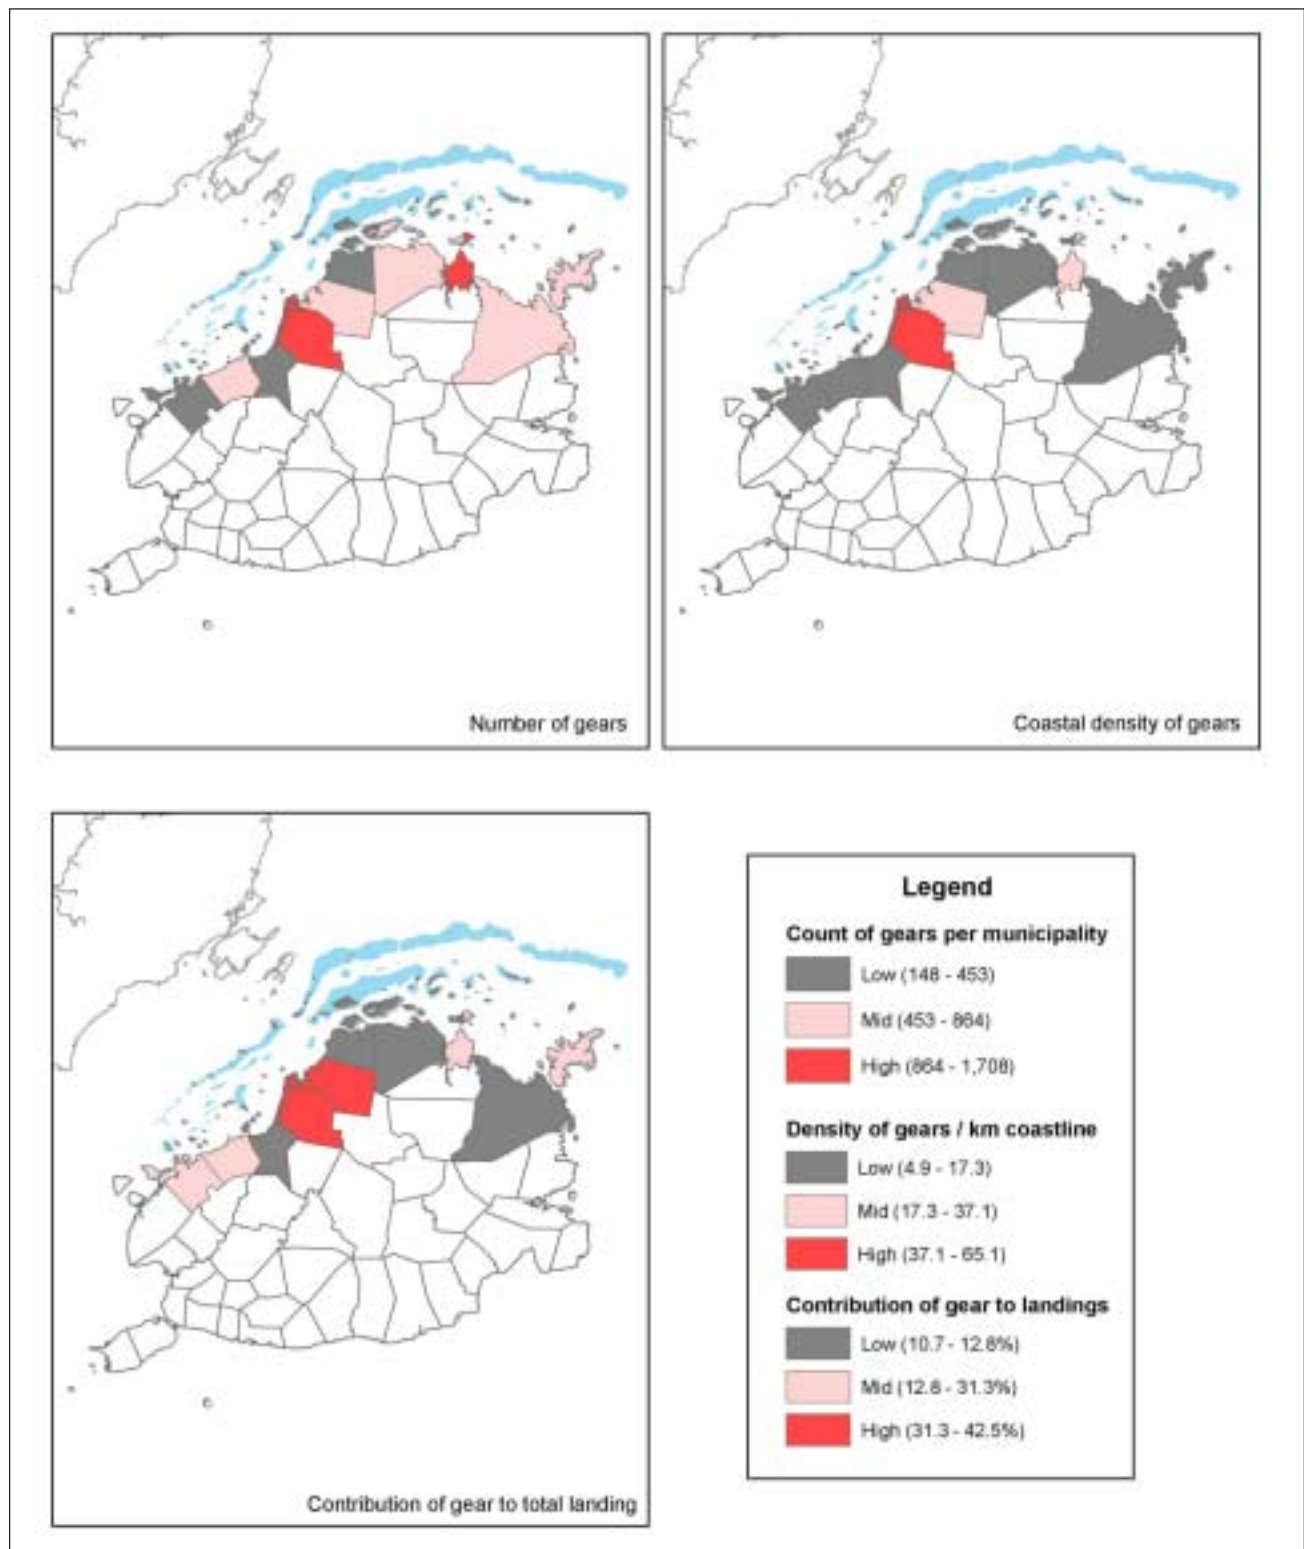 Number of gears
Coastal density of gears
Contribution of gear to total landing
Legend
Count of gears per municipality
Low (148 - 453)
Mid (453 - 864)
High (864 - 1,708)
Density of gears / km coastline
Low (4.9 - 17.3)
Mid (17.3 - 37.1)
High (37.1 - 65.1)
Contribution of gear to landings
Low (10.7 - 12.8%)
Mid (12.8 - 31.3%)
High (31.3 - 42.5%)